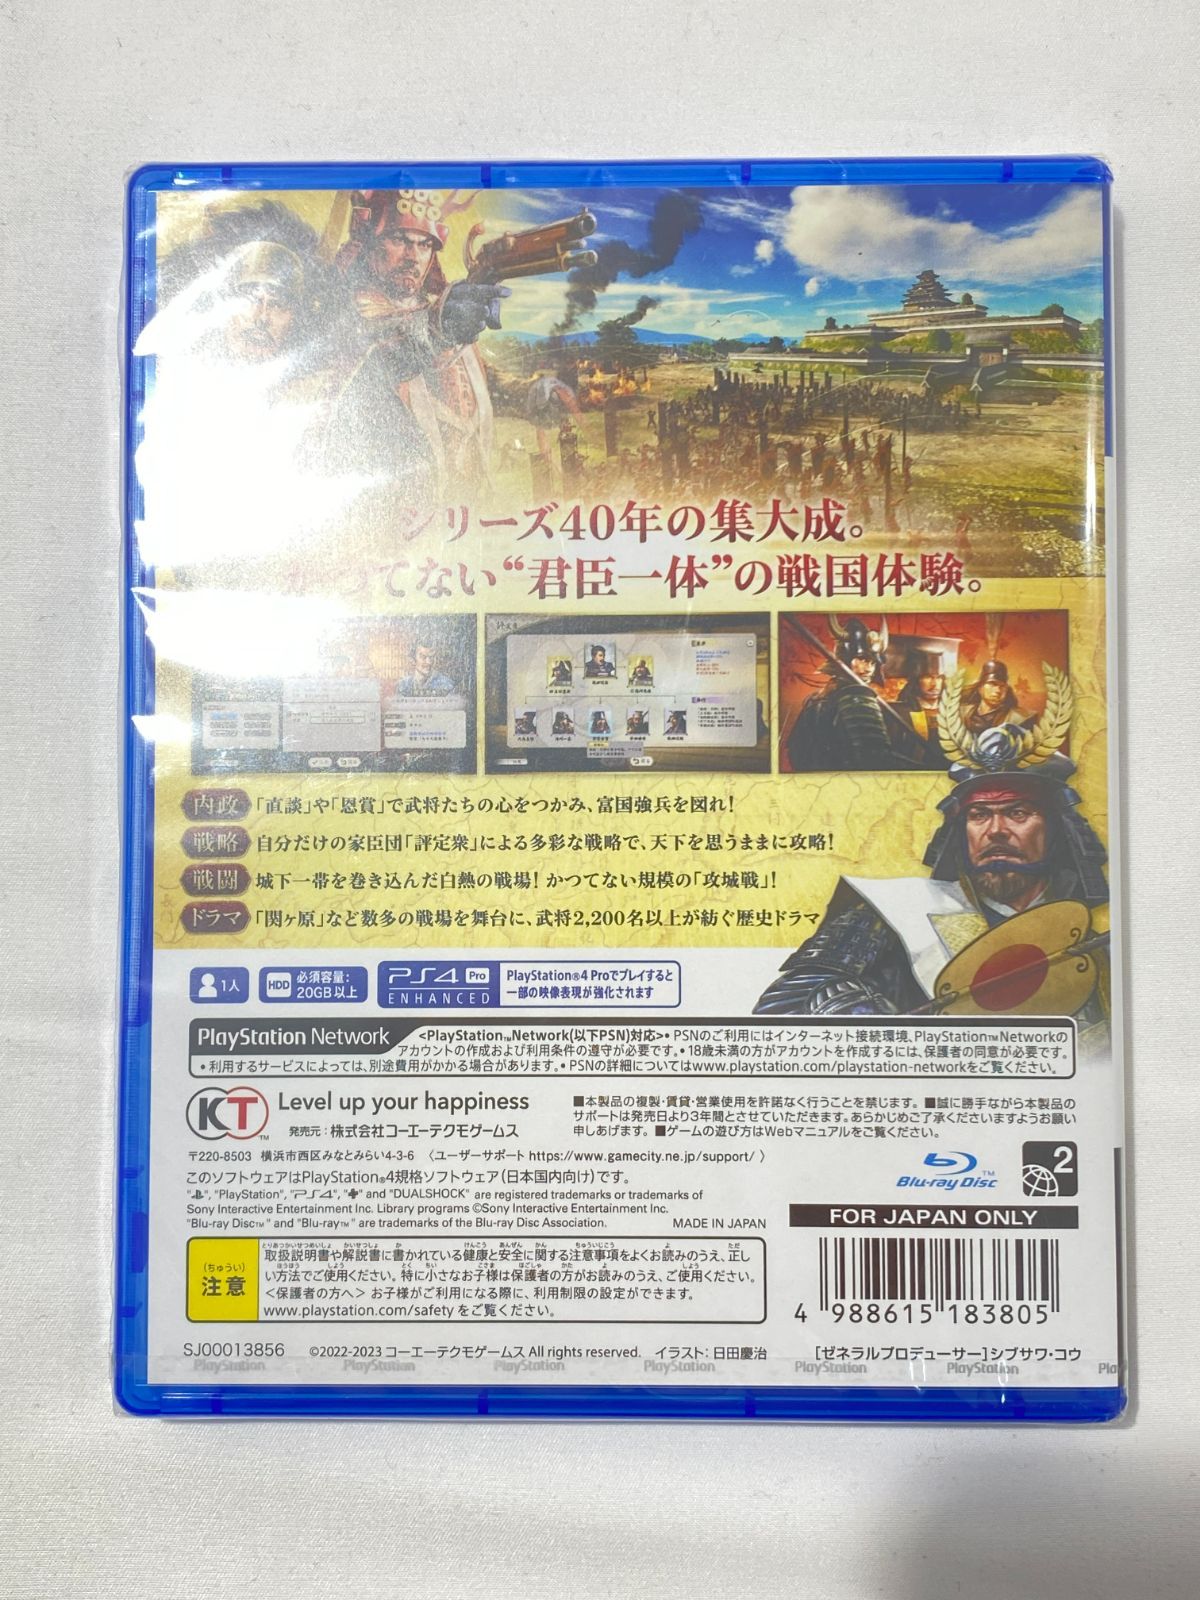 シリーズ40年の集大成。
かつてない“君臣一体”の戦国体験。
内政 「直談」や「恩賞」で武将たちの心をつかみ、富国強兵を図れ！
戦略 自分だけの家臣団「評定衆」による多彩な戦略で、天下を思うままに攻略！
戦闘 城下一帯を巻き込んだ白熱の戦場！かつてない規模の「攻城戦」！
ドラマ 「関ヶ原」など数多の戦場を舞台に、武将2,200名以上が紡ぐ歴史ドラマ
1人
HDD 必須容量:
20GB以上
PS4 Pro
ENHANCED
PlayStation®4 Proでプレイすると
一部の映像表現が強化されます
PlayStation Network
<PlayStation™Network(以下PSN)対応>• PSNのご利用にはインターネット接続環境、PlayStation™Networkの
アカウントの作成および利用条件の遵守が必要です。• 18歳未満の方がアカウントを作成するには、保護者の同意が必要です。
• 利用するサービスによっては、別途費用がかかる場合があります。• PSNの詳細についてはwww.playstation.com/playstation-networkをご覧ください。
KT™
Level up your happiness
発売元：株式会社コーエーテクモゲームス
■本製品の複製・賃貸・営業使用を許諾なく行うことを禁じます。■誠に勝手ながら本製品の
サポートは発売日より3年間とさせていただきます。あらかじめご了承くださいますようお願い
申しあげます。■ゲームの遊び方はWebマニュアルをご覧ください。
〒220-8503 横浜市西区みなとみらい4-3-6 〈ユーザーサポート https://www.gamecity.ne.jp/support/ 〉
このソフトウェアはPlayStation®4規格ソフトウェア(日本国内向け)です。
"PlayStation", "PS4", and "DUALSHOCK" are registered trademarks or trademarks of
Sony Interactive Entertainment Inc. Library programs ©Sony Interactive Entertainment Inc.
"Blu-ray Disc™" and "Blu-ray™" are trademarks of the Blu-ray Disc Association.
MADE IN JAPAN
Blu-ray Disc™
2
FOR JAPAN ONLY
(ちゅうい)
注意
取扱説明書や解説書に書かれている健康と安全に関する注意事項をよくお読みのうえ、正し
い方法でご使用ください。特に小さなお子様は保護者の方がお読みのうえ、ご使用ください。
<保護者の方へ> お子様がご利用になる際に、利用制限の設定ができます。
www.playstation.com/safety をご覧ください。
4 988615 183805
SJ00013856
©2022-2023 コーエーテクモゲームス All rights reserved. イラスト：日田慶治
[ゼネラルプロデューサー]シブサワ・コウ
PlayStation PlayStation PlayStation PlayStation PlayStation PlayStation